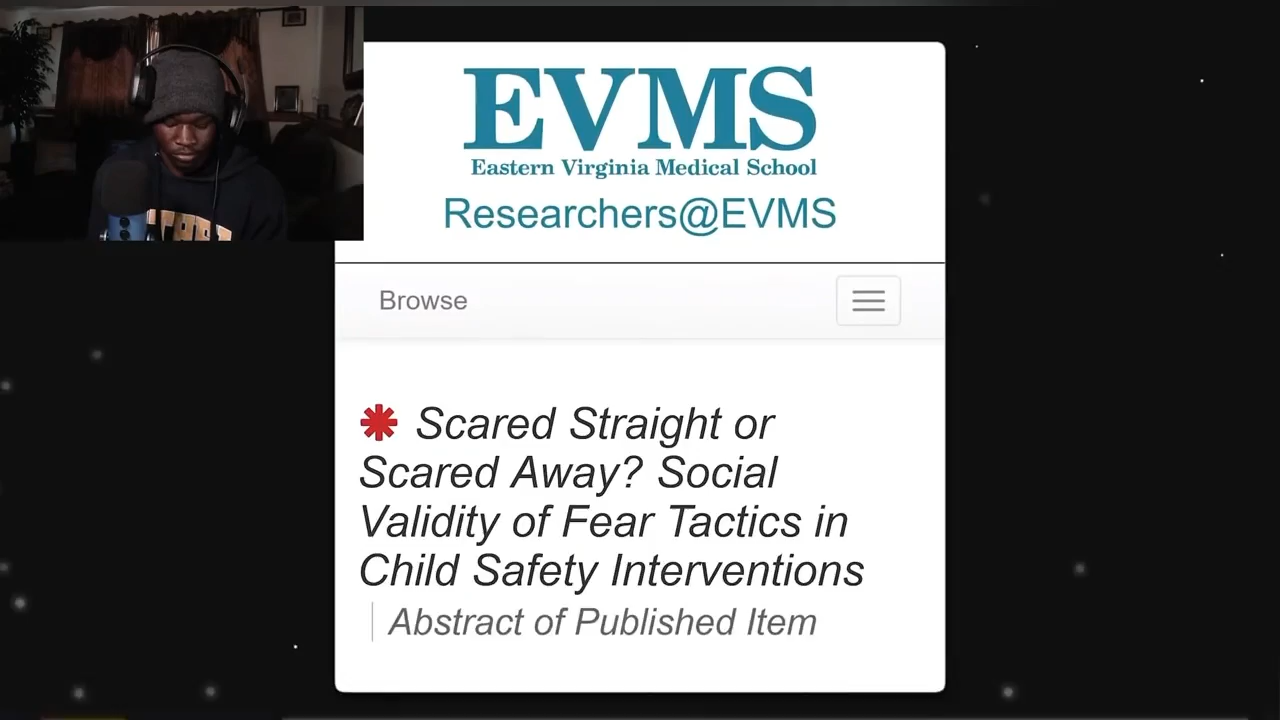 EVMS
Eastern Virginia Medical School
Researchers@EVMS
Browse
Scared Straight or
Scared Away? Social
Validity of Fear Tactics in
Child Safety Interventions
Abstract of Published Item